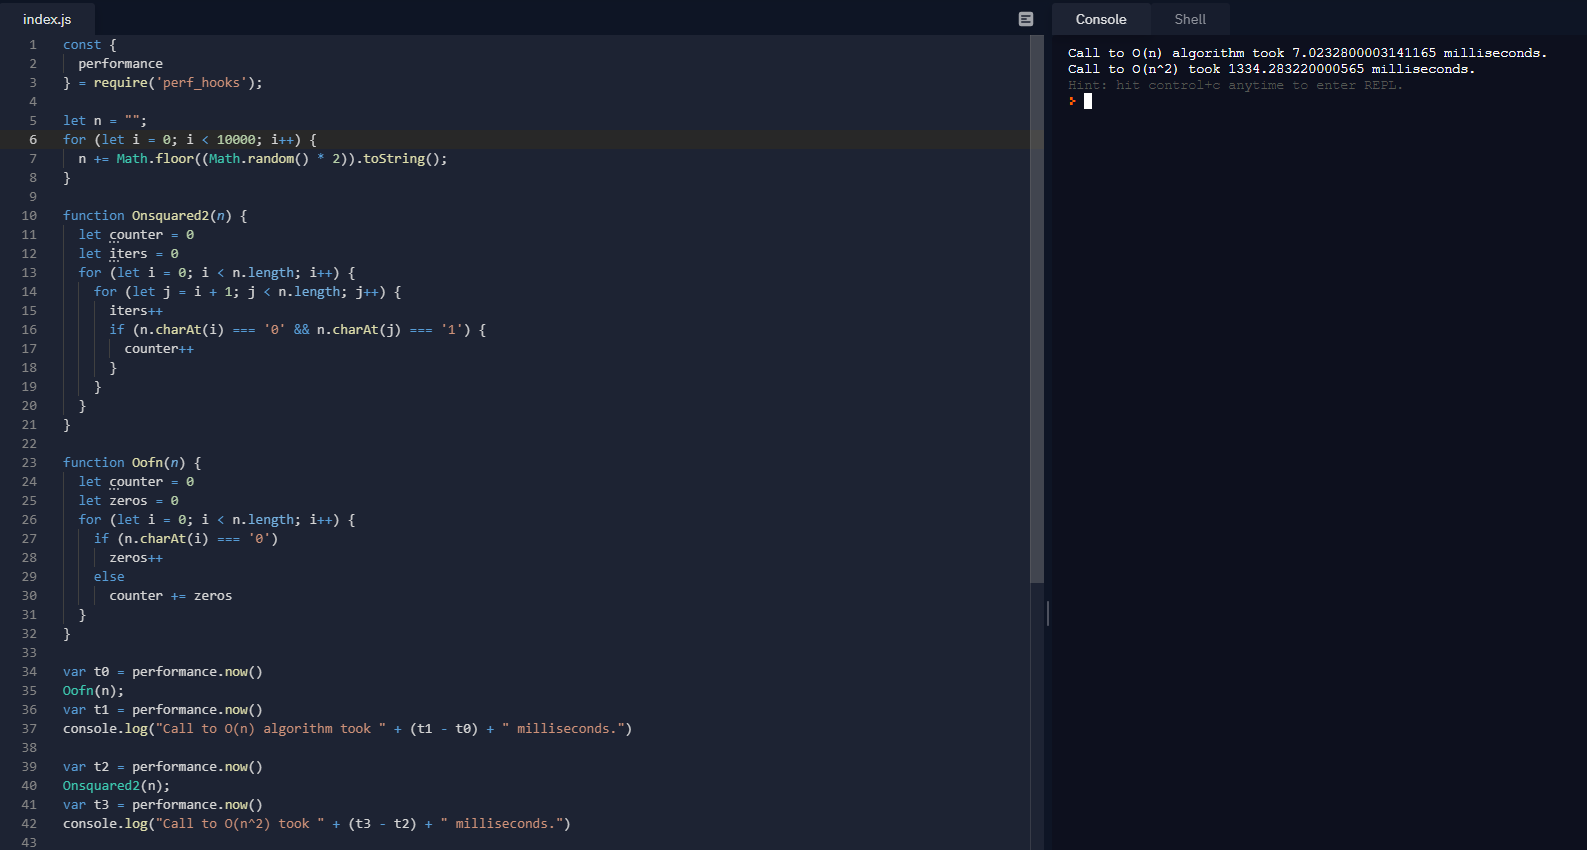 index.js
1 const {
2   performance
3 } = require('perf_hooks');
4
5 let n = "";
6 for (let i = 0; i < 10000; i++) {
7   n += Math.floor((Math.random() * 2)).toString();
8 }
9
10 function Onsquared2(n) {
11   let counter = 0
12   let iters = 0
13   for (let i = 0; i < n.length; i++) {
14     for (let j = i + 1; j < n.length; j++) {
15       iters++
16       if (n.charAt(i) === '0' && n.charAt(j) === '1') {
17         counter++
18       }
19     }
20   }
21 }
22
23 function Oofn(n) {
24   let counter = 0
25   let zeros = 0
26   for (let i = 0; i < n.length; i++) {
27     if (n.charAt(i) === '0')
28       zeros++
29     else
30       counter += zeros
31   }
32 }
33
34 var t0 = performance.now()
35 Oofn(n);
36 var t1 = performance.now()
37 console.log("Call to O(n) algorithm took " + (t1 - t0) + " milliseconds.")
38
39 var t2 = performance.now()
40 Onsquared2(n);
41 var t3 = performance.now()
42 console.log("Call to O(n^2) took " + (t3 - t2) + " milliseconds.")
43
Console Shell
Call to O(n) algorithm took 7.0232800003141165 milliseconds.
Call to O(n^2) took 1334.283220000565 milliseconds.
Hint: hit control+c anytime to enter REPL.